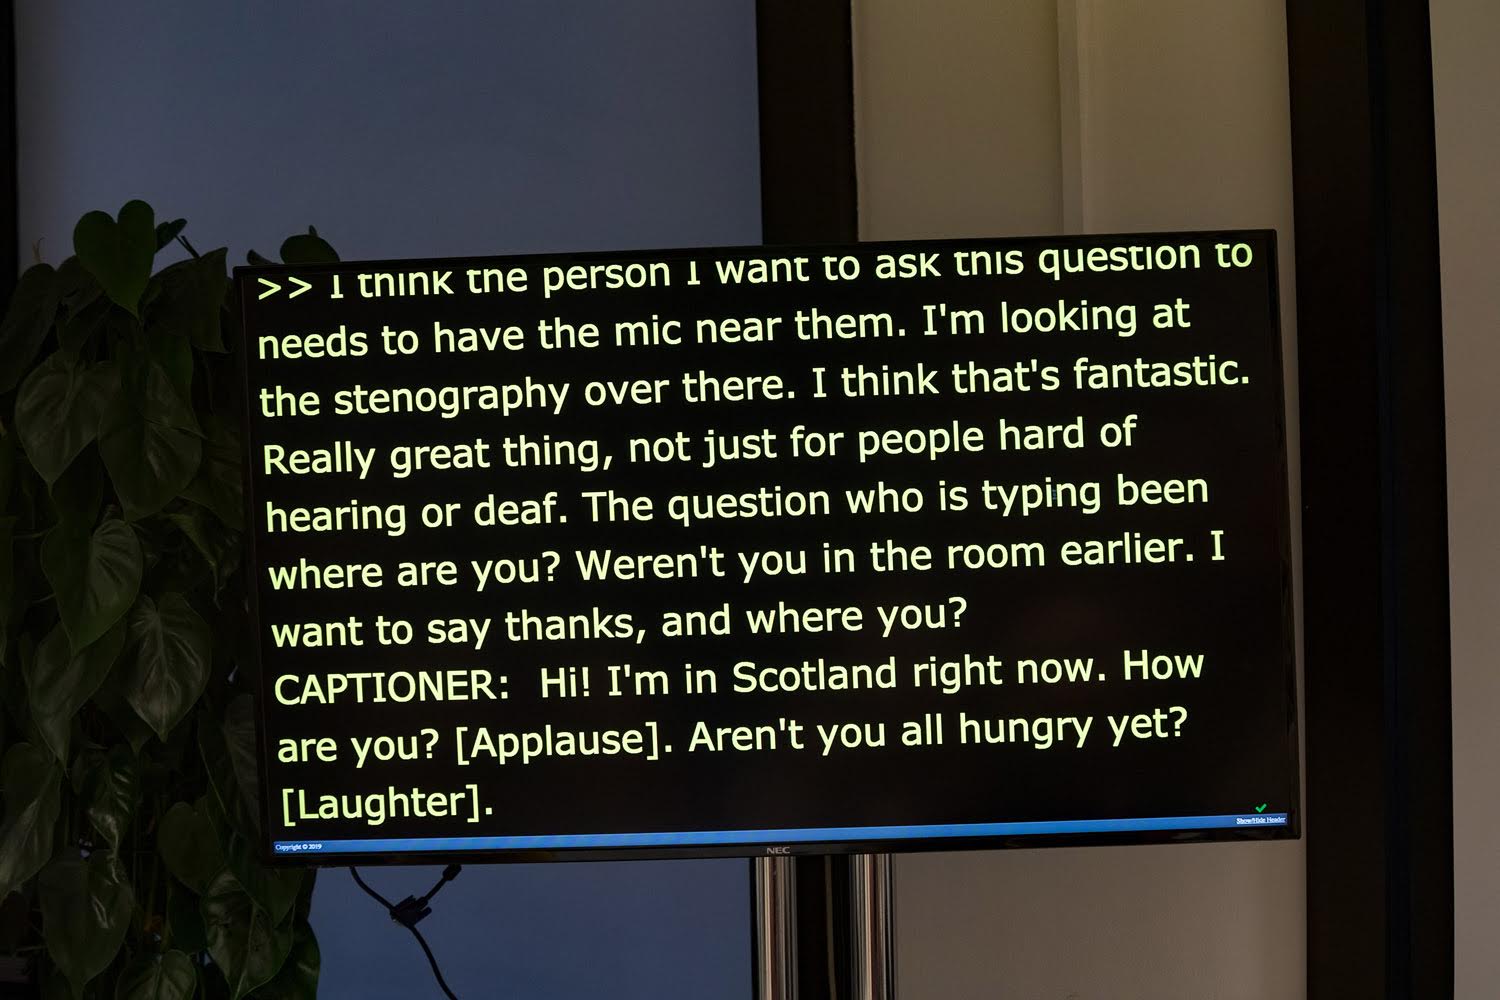 >> I think the person I want to ask this question to
needs to have the mic near them. I'm looking at
the stenography over there. I think that's fantastic.
Really great thing, not just for people hard of
hearing or deaf. The question who is typing been
where are you? Weren't you in the room earlier. I
want to say thanks, and where you?
CAPTIONER:  Hi! I'm in Scotland right now. How
are you? [Applause]. Aren't you all hungry yet?
[Laughter].
Show/Hide Header
Copyright © 2019
NEC